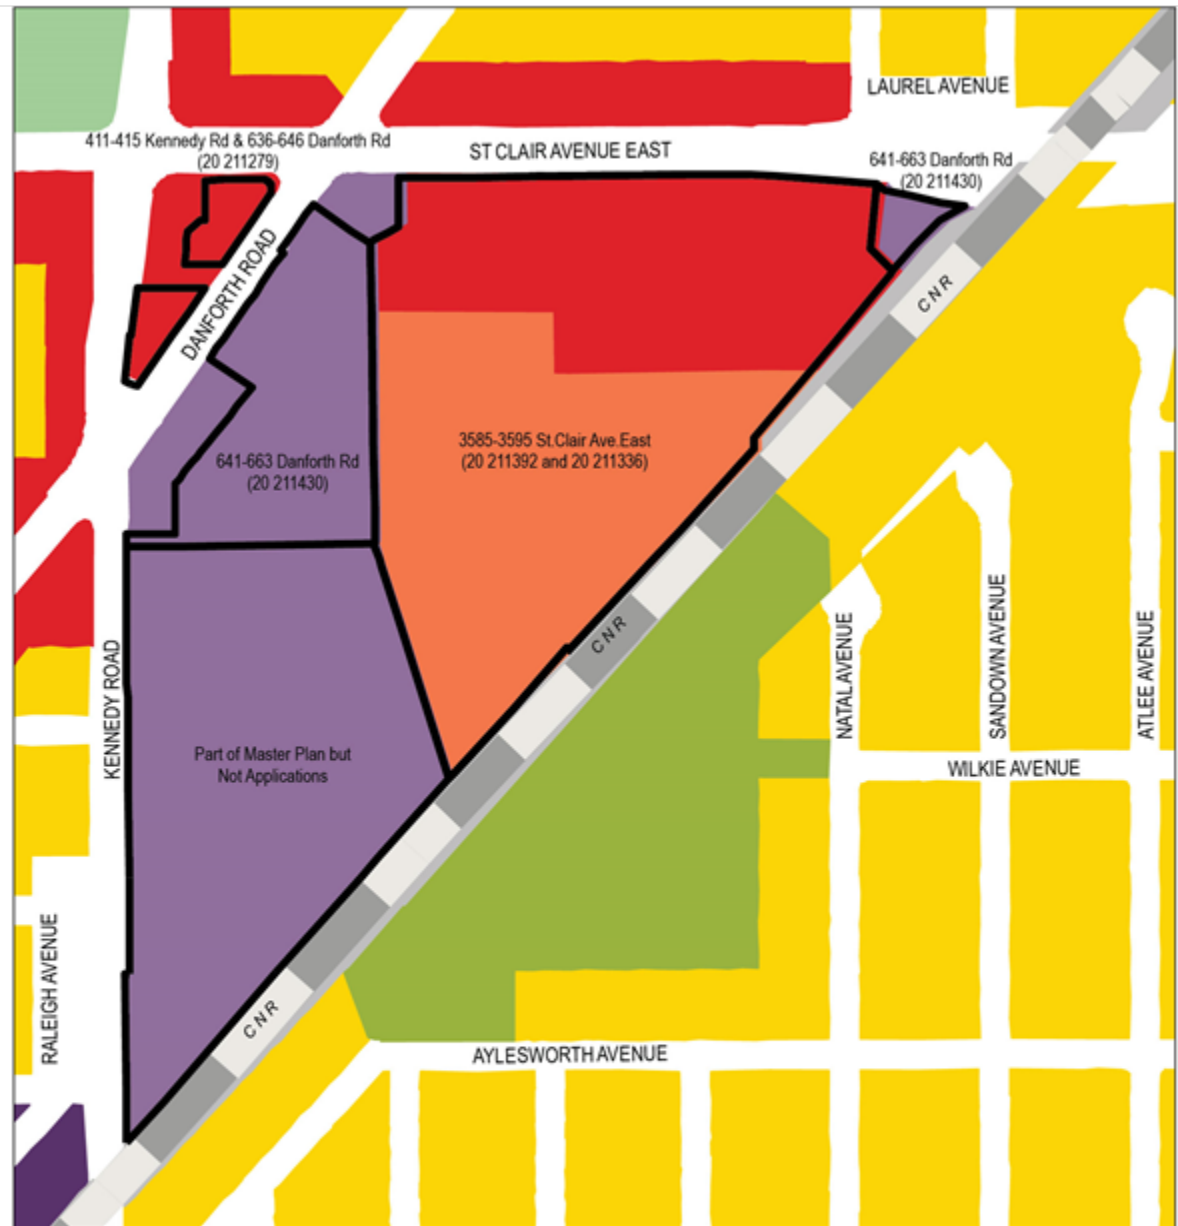 LAUREL AVENUE
411-415 Kennedy Rd & 636-646 Danforth Rd
(20 211279)
ST CLAIR AVENUE EAST
641-663 Danforth Rd
(20 211430)
DANFORTH ROAD
CNR
3585-3595 St.Clair Ave.East
(20 211392 and 20 211336)
641-663 Danforth Rd
(20 211430)
CNR
KENNEDY ROAD
NATAL AVENUE
SANDOWN AVENUE
ATLEE AVENUE
Part of Master Plan but
Not Applications
WILKIE AVENUE
RALEIGH AVENUE
CNR
AYLESWORTH AVENUE